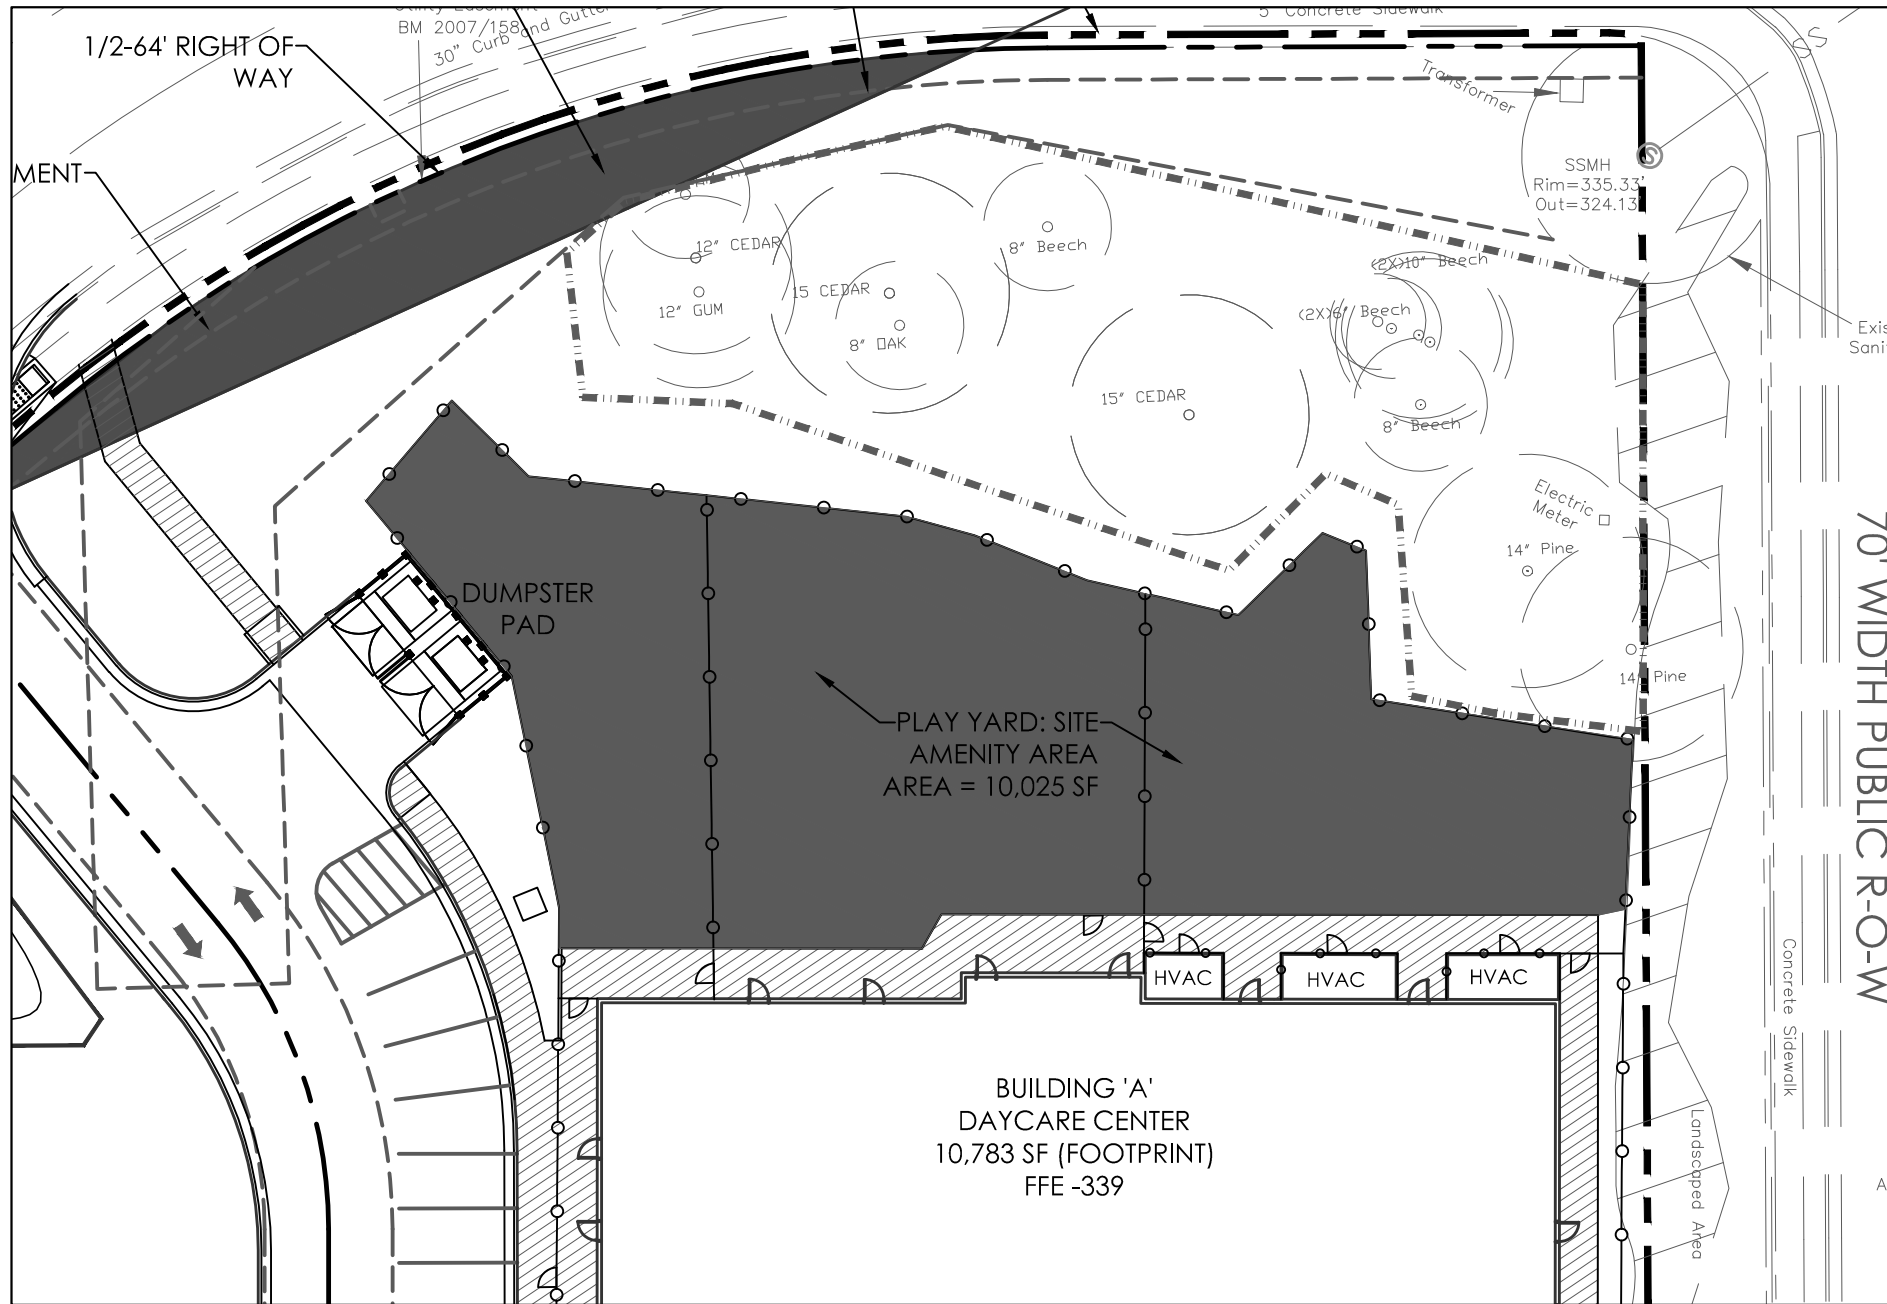 Utility Easement
BM 2007/158
30" Curb and Gutter
5' Concrete Sidewalk
1/2-64' RIGHT OF
WAY
MENT
Transformer
SSMH
Rim=335.33'
Out=324.13'
S
S
S
12" CEDAR
12" GUM
15 CEDAR
8" OAK
8" Beech
(2X)10" Beech
(2X)6" Beech
15" CEDAR
8" Beech
Exis
Sani
Electric
Meter
14" Pine
14" Pine
DUMPSTER
PAD
PLAY YARD: SITE
AMENITY AREA
AREA = 10,025 SF
70' WIDTH PUBLIC R-O-W
HVAC
HVAC
HVAC
Concrete Sidewalk
BUILDING 'A'
DAYCARE CENTER
10,783 SF (FOOTPRINT)
FFE -339
Landscaped Area
A